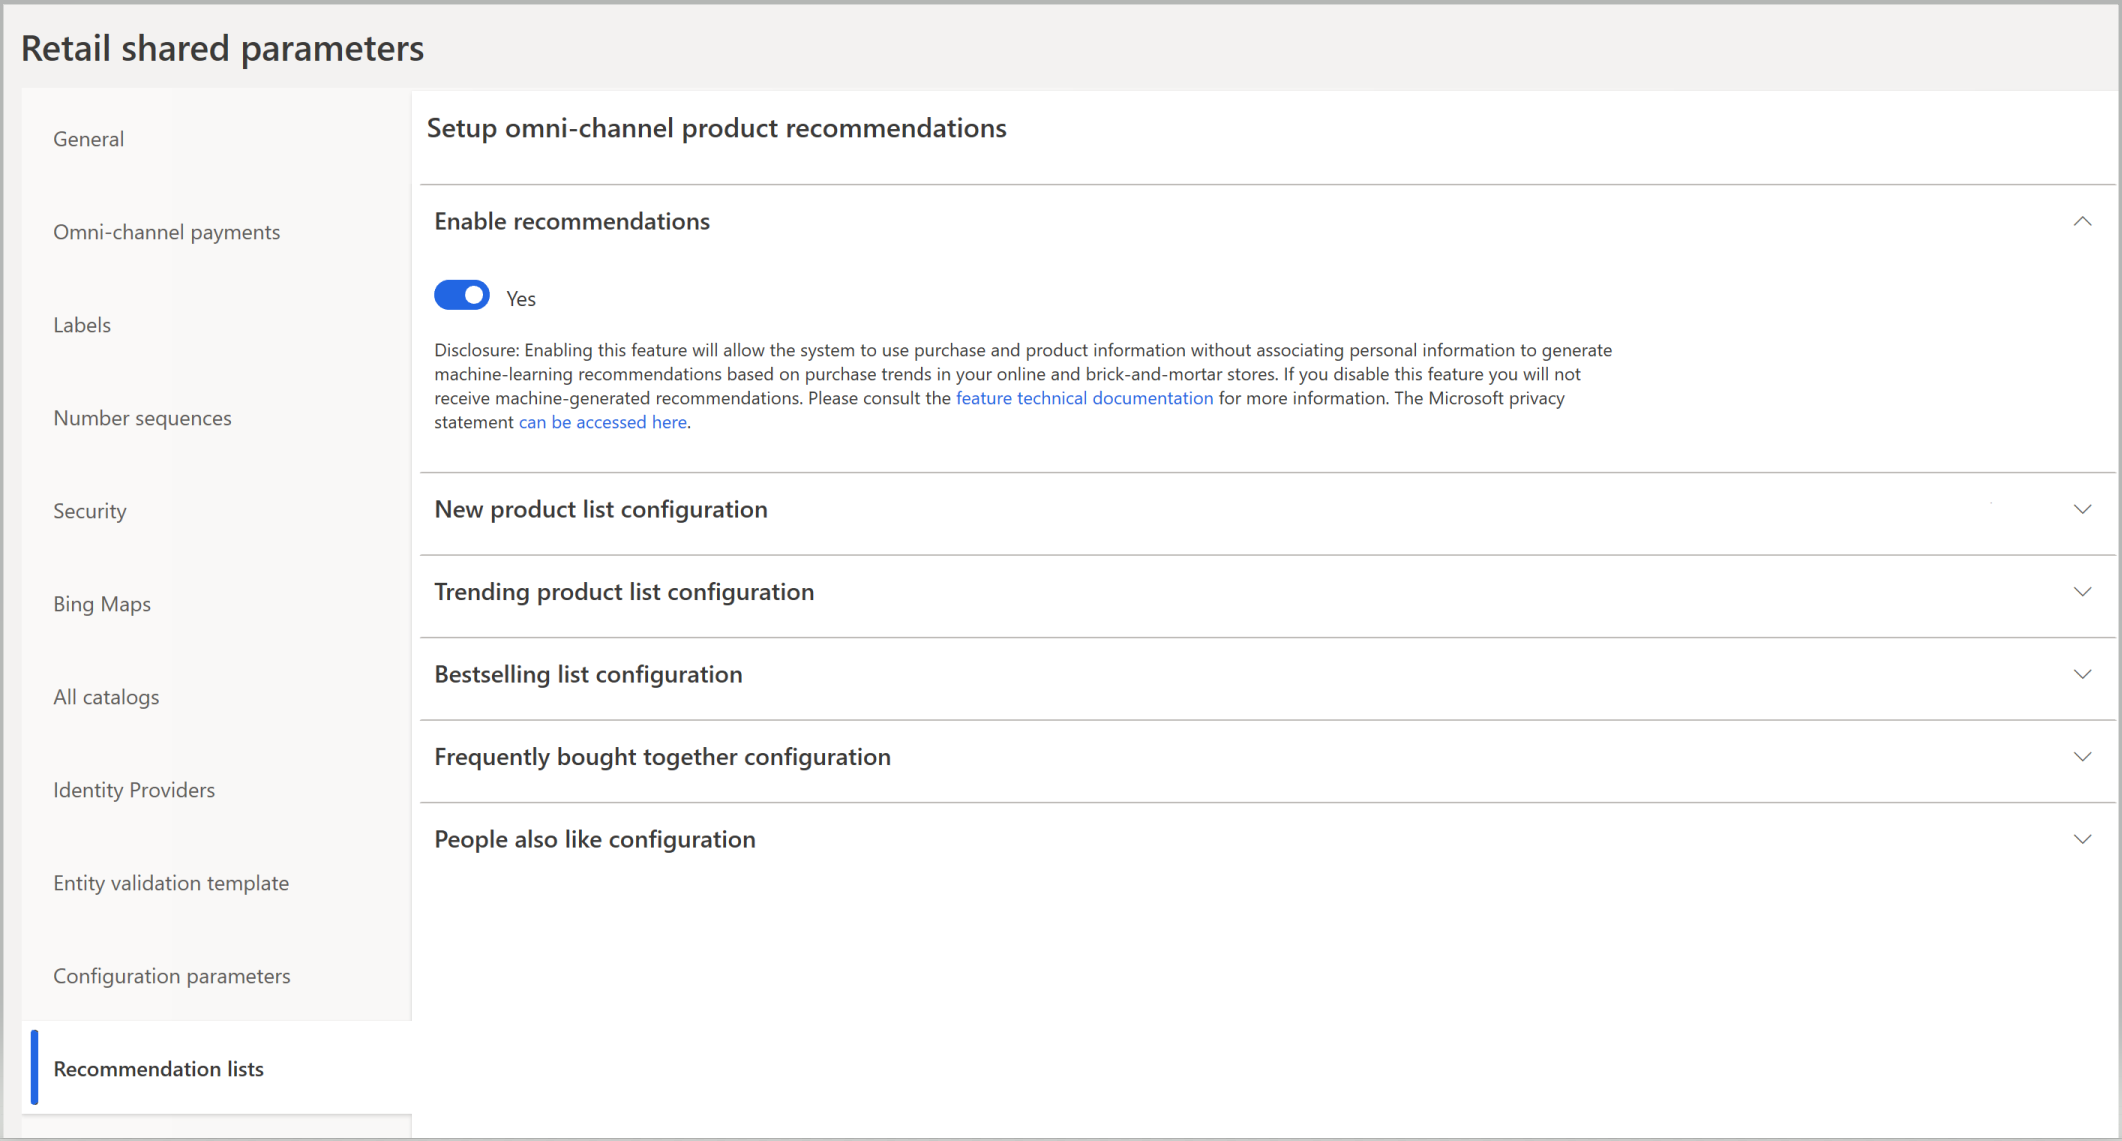 Retail shared parameters
General
Omni-channel payments
Labels
Number sequences
Security
Bing Maps
All catalogs
Identity Providers
Entity validation template
Configuration parameters
Recommendation lists
Setup omni-channel product recommendations
Enable recommendations
Yes
Disclosure: Enabling this feature will allow the system to use purchase and product information without associating personal information to generate
machine-learning recommendations based on purchase trends in your online and brick-and-mortar stores. If you disable this feature you will not
receive machine-generated recommendations. Please consult the feature technical documentation for more information. The Microsoft privacy
statement can be accessed here.
New product list configuration
Trending product list configuration
Bestselling list configuration
Frequently bought together configuration
People also like configuration